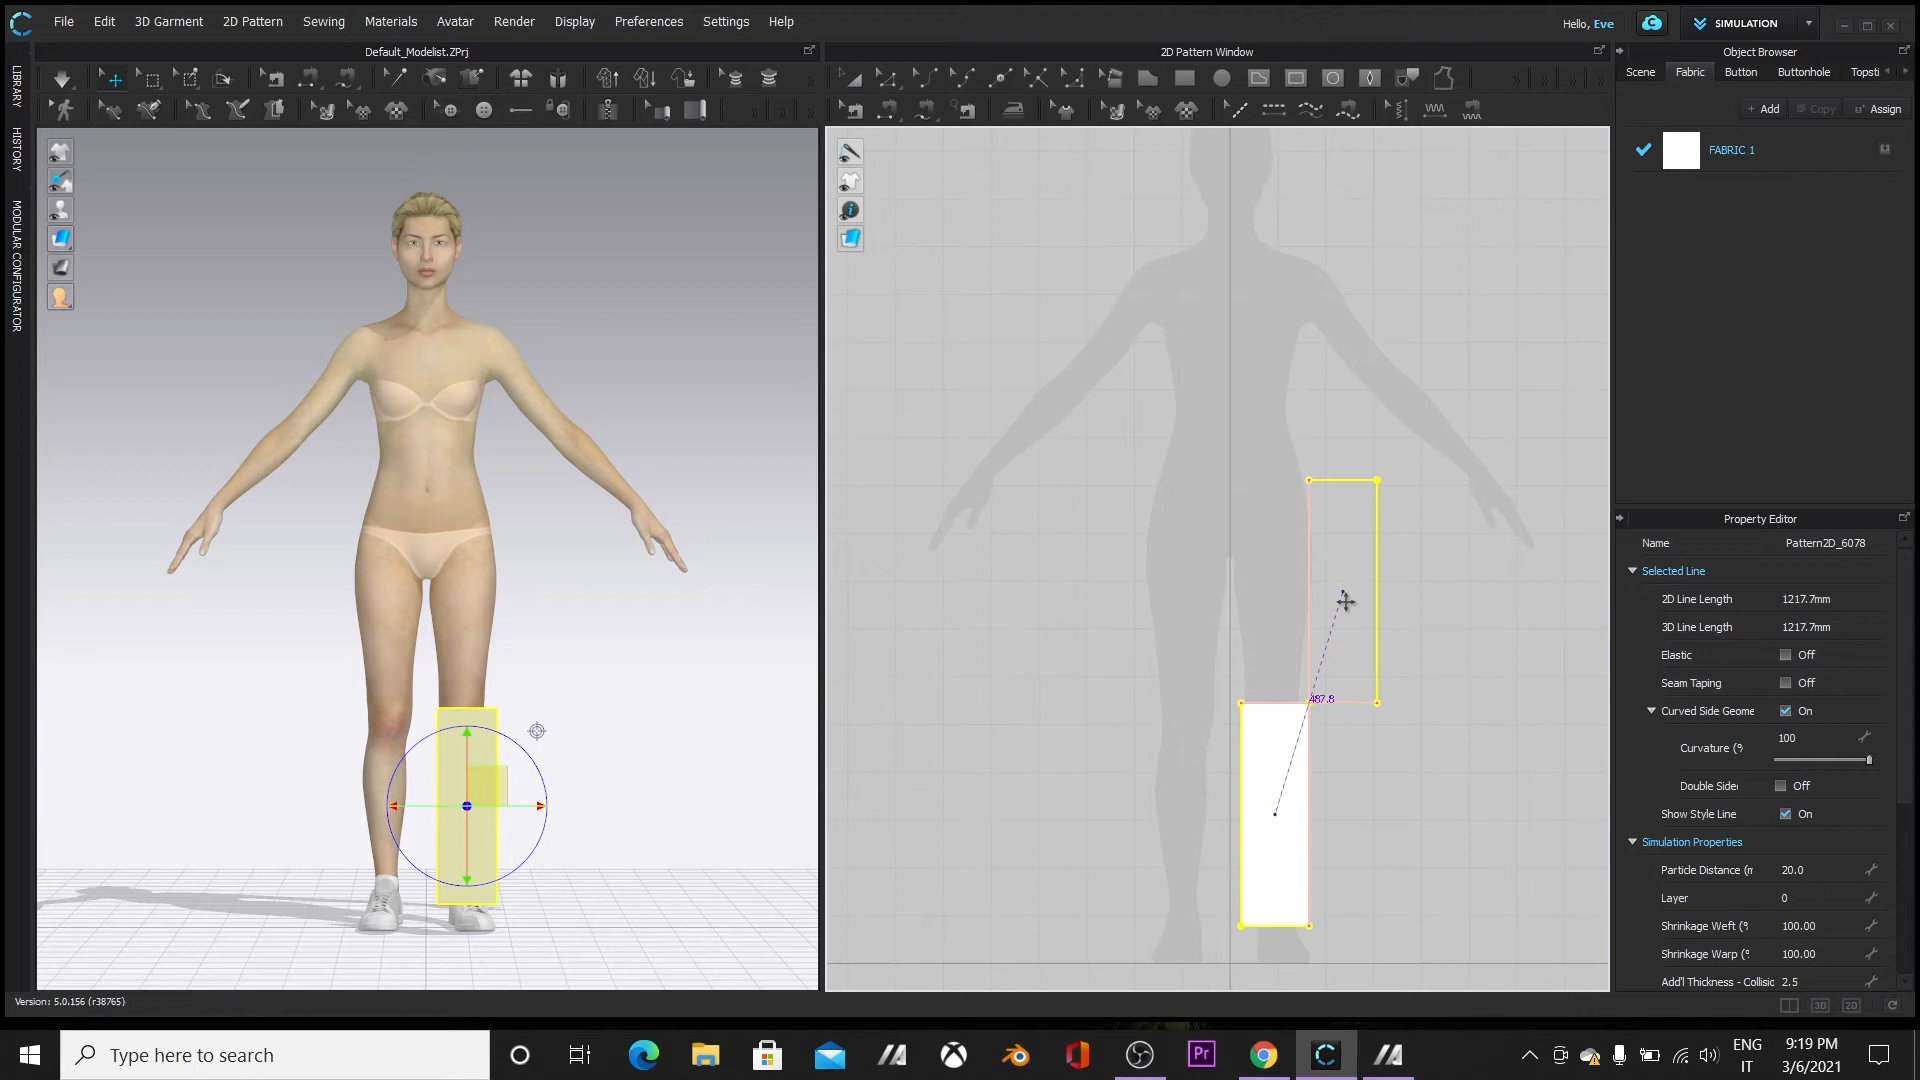 File Edit 3D Garment 2D Pattern Sewing Materials Avatar Render Display Preferences Settings Help
Hello, Eve
SIMULATION
Default_Modelist.ZPrj
2D Pattern Window
Object Browser
Scene Fabric Button Buttonhole Topsti
+ Add Copy Assign
FABRIC 1
LIBRARY
HISTORY
MODULAR CONFIGURATOR
487.8
Property Editor
Name Pattern2D_6078
Selected Line
2D Line Length 1217.7mm
3D Line Length 1217.7mm
Elastic Off
Seam Taping Off
Curved Side Geome On
Curvature (% 100
Double Side Off
Show Style Line On
Simulation Properties
Particle Distance (m 20.0
Layer 0
Shrinkage Weft (% 100.00
Shrinkage Warp (% 100.00
Add'l Thickness - Collisic 2.5
Version: 5.0.156 (r38765)
3D 2D
Type here to search
Pr
ENG
IT
9:19 PM
3/6/2021